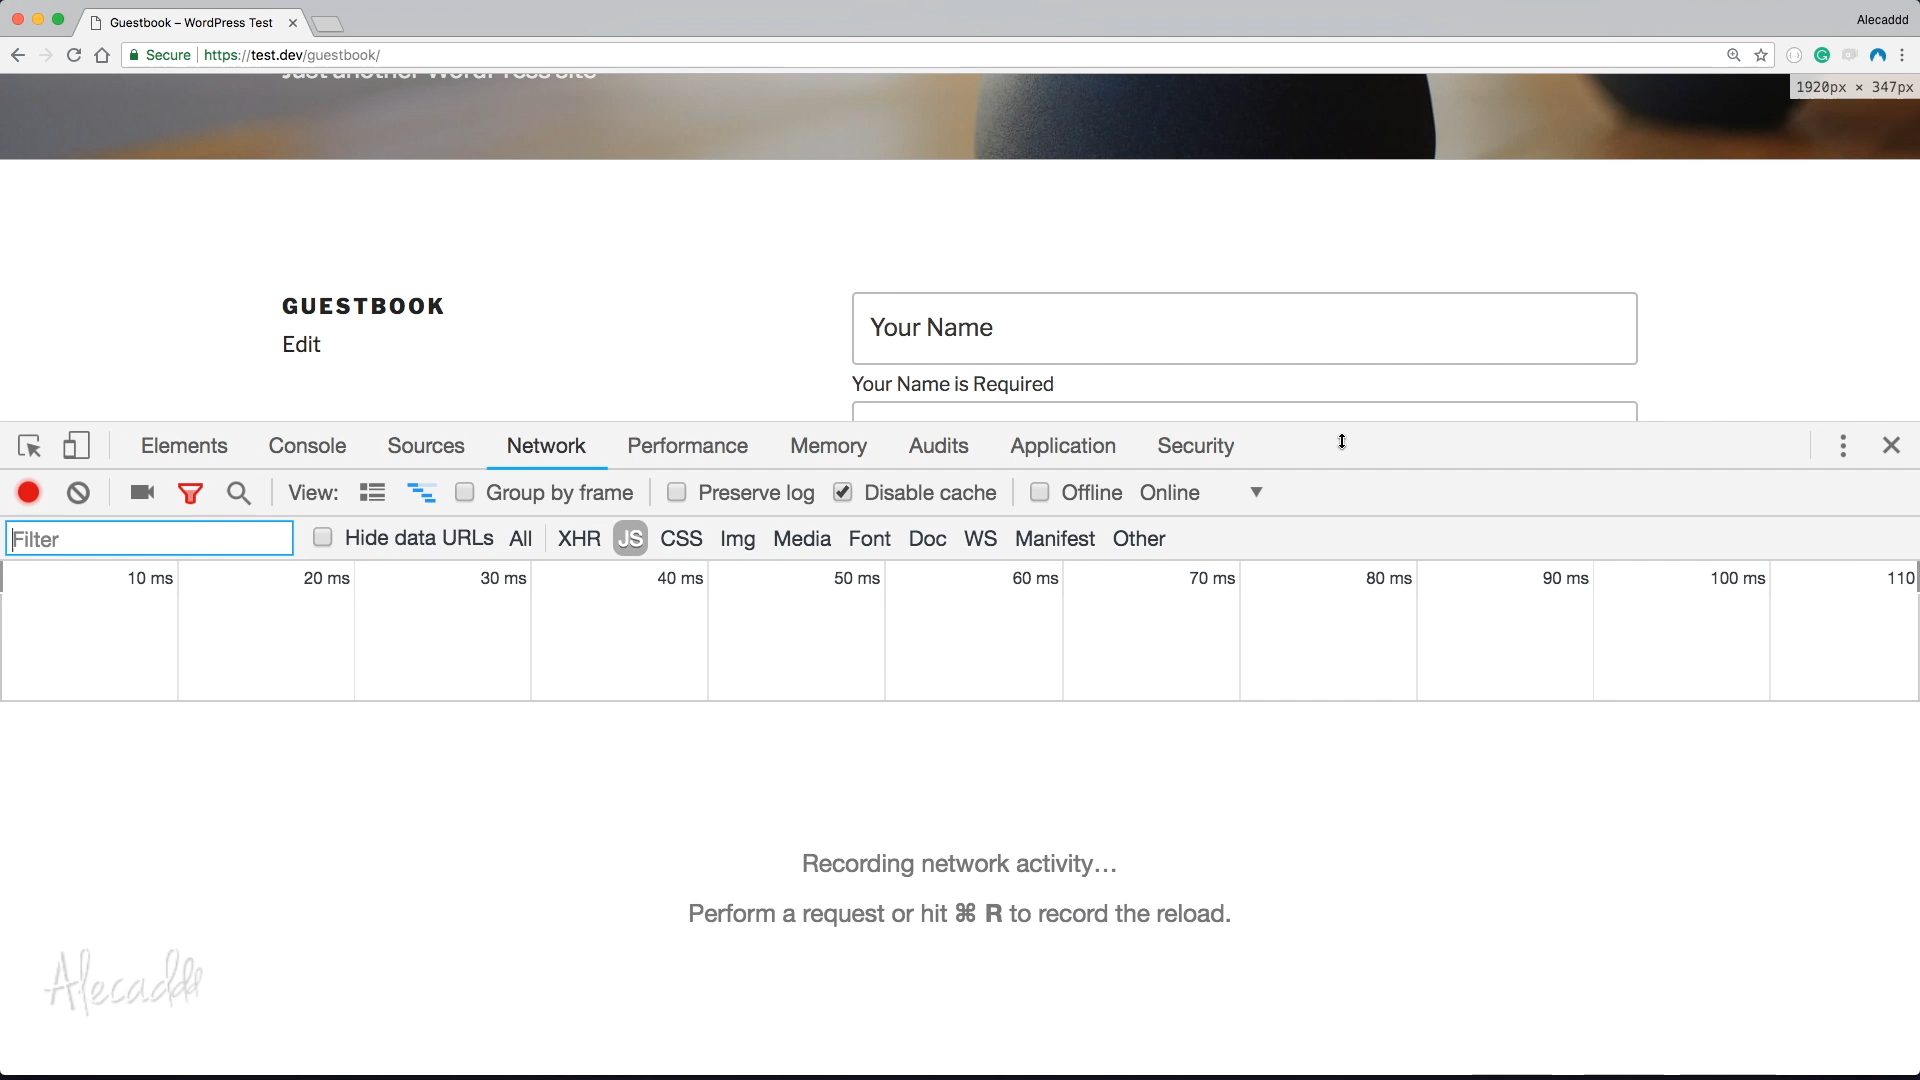 Guestbook – WordPress Test
Alecaddd
Secure https://test.dev/guestbook/
Just another WordPress site
1920px × 347px
GUESTBOOK
Edit
Your Name
Your Name is Required
Elements Console Sources Network Performance Memory Audits Application Security
View: Group by frame Preserve log Disable cache Offline Online
Filter Hide data URLs All XHR JS CSS Img Media Font Doc WS Manifest Other
10 ms 20 ms 30 ms 40 ms 50 ms 60 ms 70 ms 80 ms 90 ms 100 ms 110
Recording network activity…
Perform a request or hit ⌘ R to record the reload.
Alecaddd